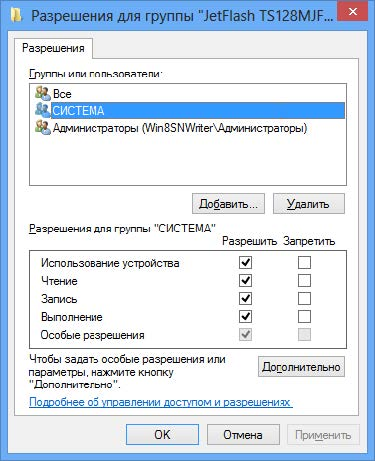 Разрешения для группы "JetFlash TS128MJF...
Разрешения
Группы или пользователи:
Все
СИСТЕМА
Администраторы (Win8SNWriter\Администраторы)
Добавить... Удалить
Разрешения для группы "СИСТЕМА"
Разрешить Запретить
Использование устройства
Чтение
Запись
Выполнение
Особые разрешения
Чтобы задать особые разрешения или
параметры, нажмите кнопку
"Дополнительно".
Дополнительно
Подробнее об управлении доступом и разрешениях
ОК Отмена Применить